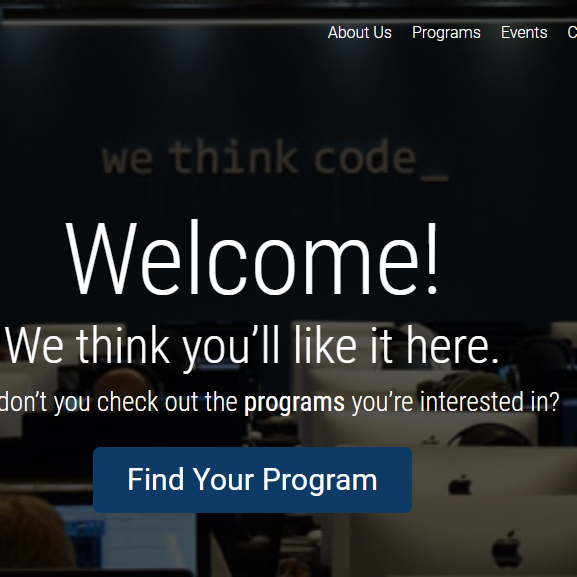 About Us Programs Events C
we think code_
Welcome!
We think you’ll like it here.
don’t you check out the programs you’re interested in?
Find Your Program